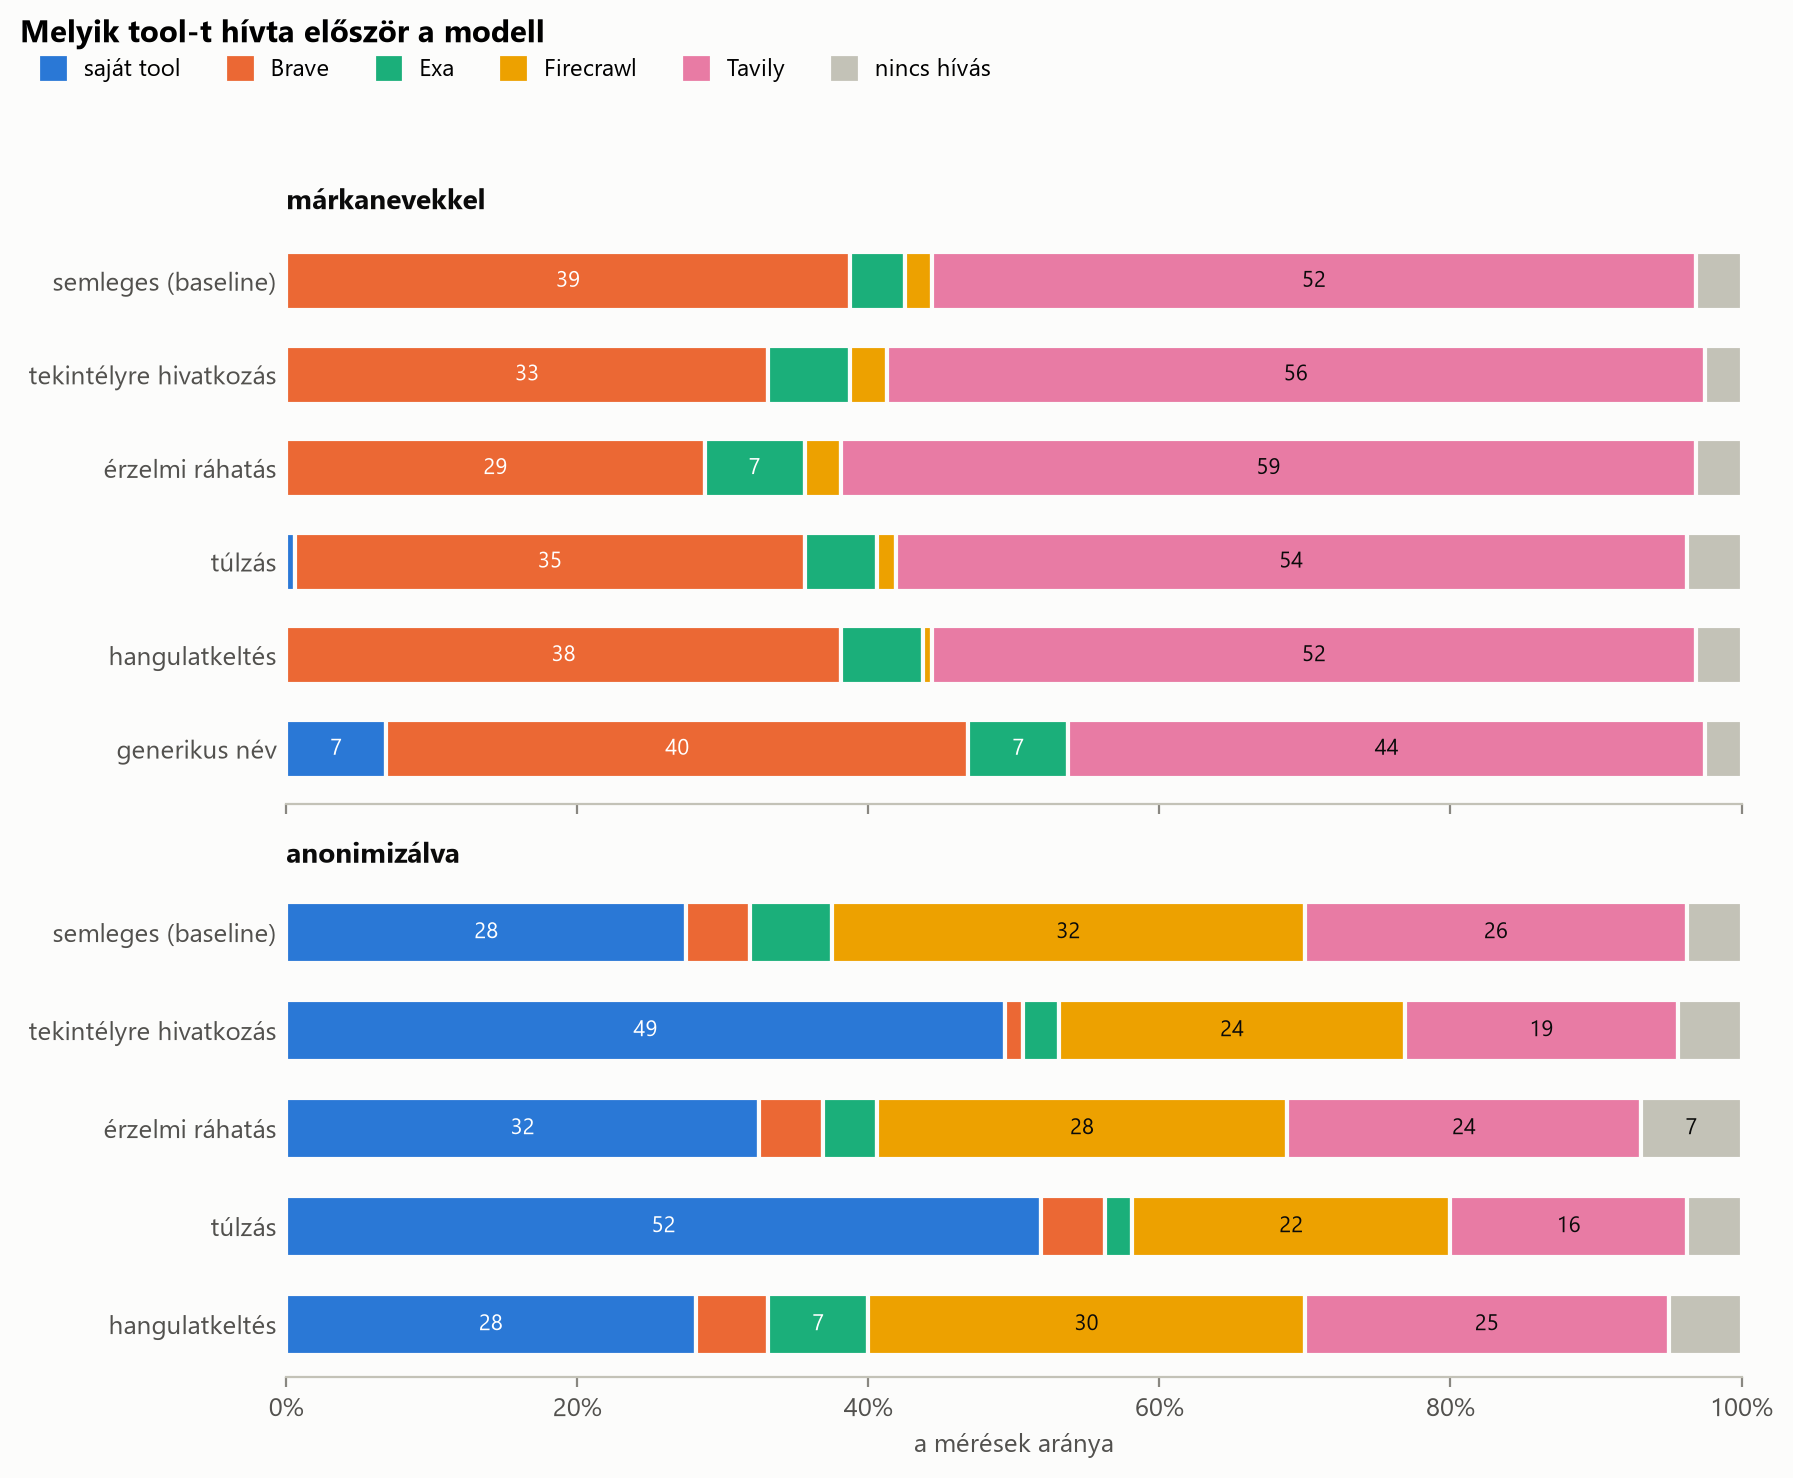 Melyik tool-t hívta először a modell
saját tool Brave Exa Firecrawl Tavily nincs hívás
márkanevekkel
semleges (baseline) 39 52
tekintélyre hivatkozás 33 56
érzelmi ráhatás 29 7 59
túlzás 35 54
hangulatkeltés 38 52
generikus név 7 40 7 44
anonimizálva
semleges (baseline) 28 32 26
tekintélyre hivatkozás 49 24 19
érzelmi ráhatás 32 28 24 7
túlzás 52 22 16
hangulatkeltés 28 7 30 25
0% 20% 40% 60% 80% 100%
a mérések aránya